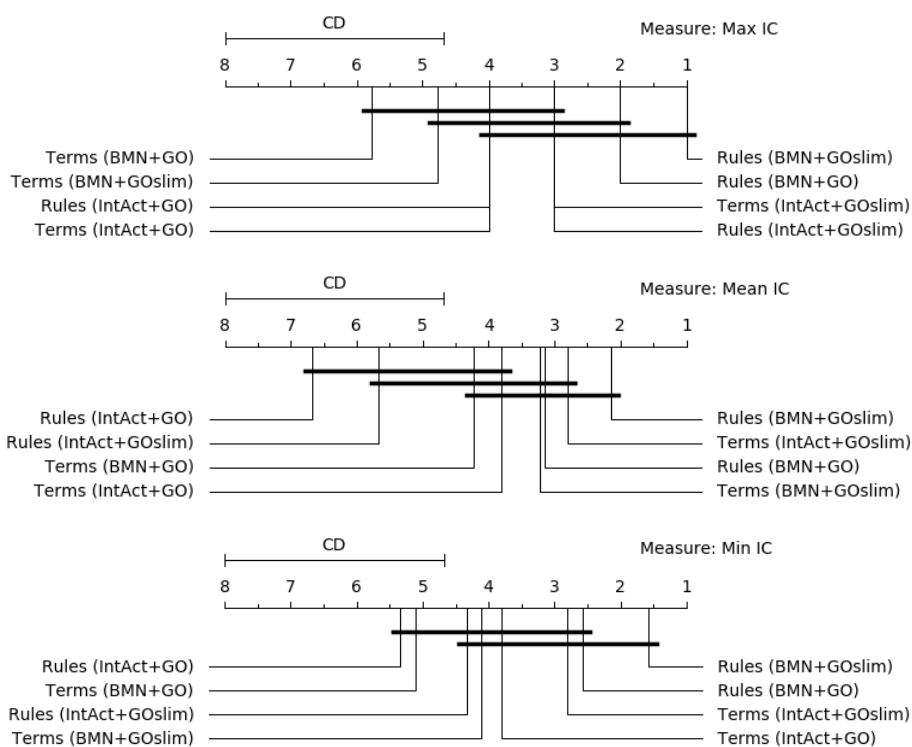 CD
Measure: Max IC
8 7 6 5 4 3 2 1
Terms (BMN+GO) Rules (BMN+GOslim)
Terms (BMN+GOslim) Rules (BMN+GO)
Rules (IntAct+GO) Terms (IntAct+GOslim)
Terms (IntAct+GO) Rules (IntAct+GOslim)
CD
Measure: Mean IC
8 7 6 5 4 3 2 1
Rules (IntAct+GO) Rules (BMN+GOslim)
Rules (IntAct+GOslim) Terms (IntAct+GOslim)
Terms (BMN+GO) Rules (BMN+GO)
Terms (IntAct+GO) Terms (BMN+GOslim)
CD
Measure: Min IC
8 7 6 5 4 3 2 1
Rules (IntAct+GO) Rules (BMN+GOslim)
Terms (BMN+GO) Rules (BMN+GO)
Rules (IntAct+GOslim) Terms (IntAct+GOslim)
Terms (BMN+GOslim) Terms (IntAct+GO)